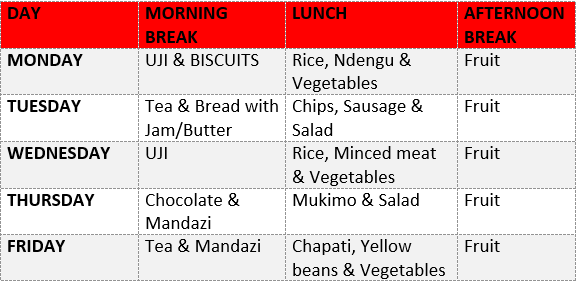 DAY MORNING BREAK LUNCH AFTERNOON BREAK
MONDAY UJI & BISCUITS Rice, Ndengu & Vegetables Fruit
TUESDAY Tea & Bread with Jam/Butter Chips, Sausage & Salad Fruit
WEDNESDAY UJI Rice, Minced meat & Vegetables Fruit
THURSDAY Chocolate & Mandazi Mukimo & Salad Fruit
FRIDAY Tea & Mandazi Chapati, Yellow beans & Vegetables Fruit